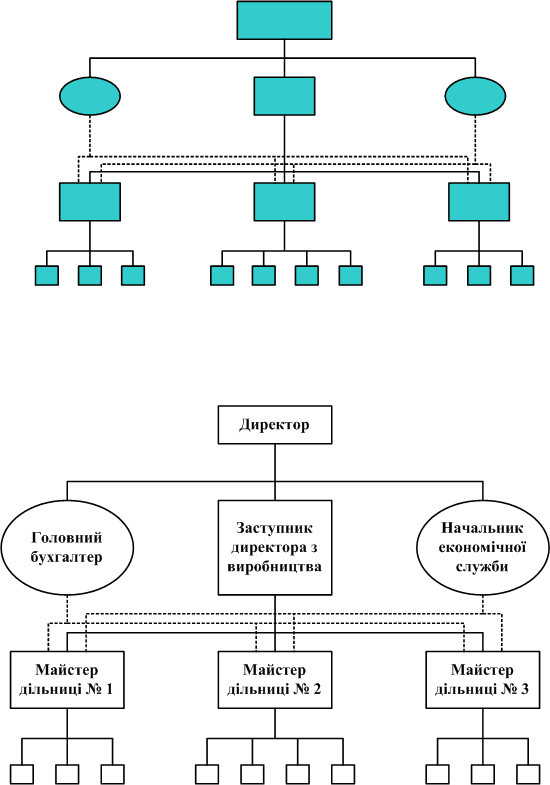 Директор
Головний
бухгалтер
Заступник
директора з
виробництва
Начальник
економічної
служби
Майстер
дільниці № 1
Майстер
дільниці № 2
Майстер
дільниці № 3